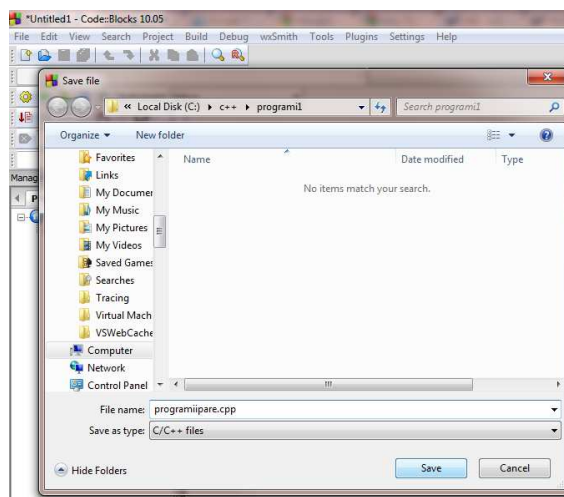 *Untitled1 - Code::Blocks 10.05
File Edit View Search Project Build Debug wxSmith Tools Plugins Settings Help
Save file
« Local Disk (C:) ▸ c++ ▸ programi1
Search programi1
Organize ▾ New folder
Name Date modified Type
No items match your search.
Favorites
Links
My Documen
My Music
My Pictures
My Videos
Saved Games
Searches
Tracing
Virtual Mach
VSWebCache
Computer
Network
Control Panel
Manag
P
File name: programiipare.cpp
Save as type: C/C++ files
Hide Folders
Save Cancel